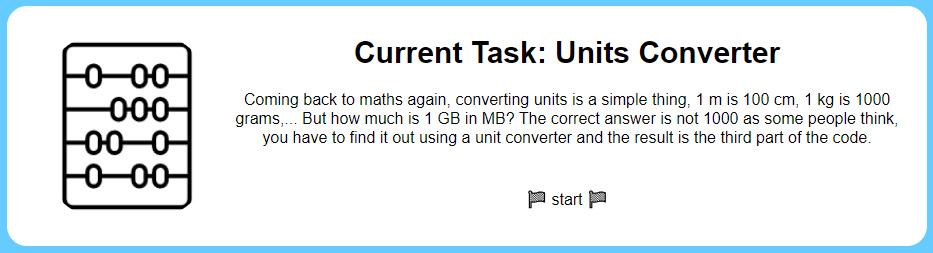 Current Task: Units Converter
Coming back to maths again, converting units is a simple thing, 1 m is 100 cm, 1 kg is 1000
grams,... But how much is 1 GB in MB? The correct answer is not 1000 as some people think,
you have to find it out using a unit converter and the result is the third part of the code.
start